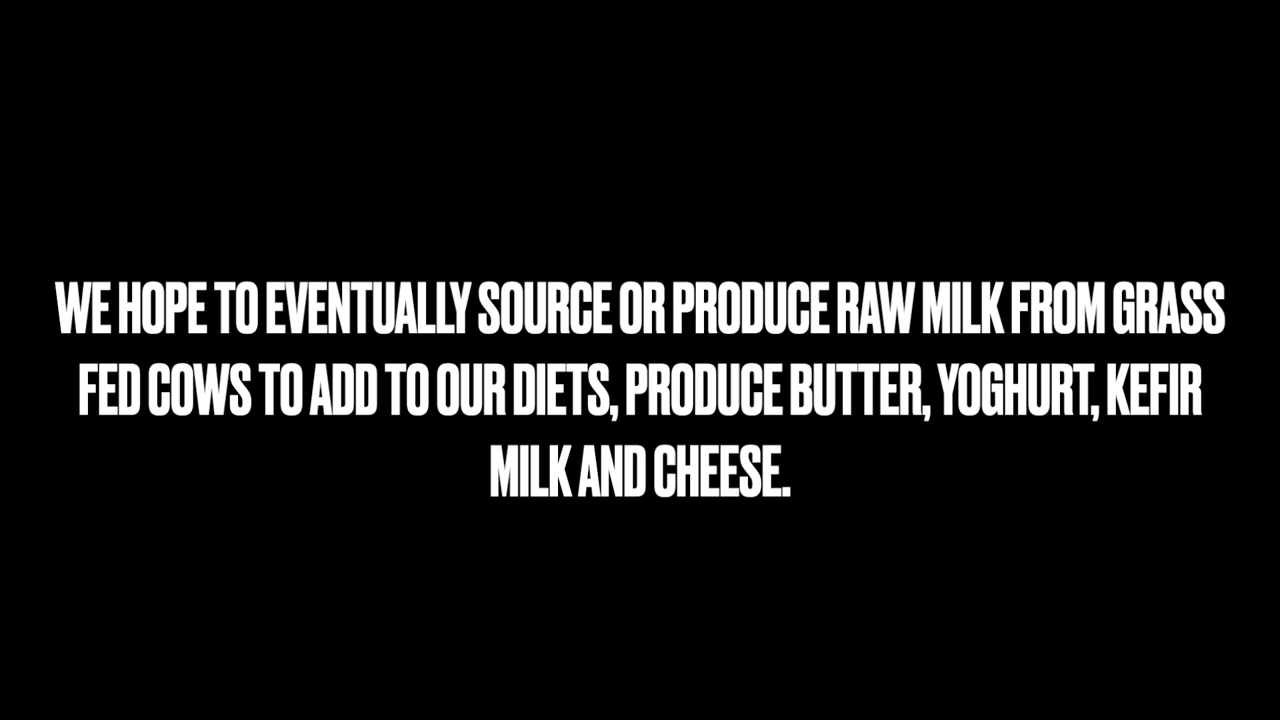 WE HOPE TO EVENTUALLY SOURCE OR PRODUCE RAW MILK FROM GRASS
FED COWS TO ADD TO OUR DIETS, PRODUCE BUTTER, YOGHURT, KEFIR
MILK AND CHEESE.